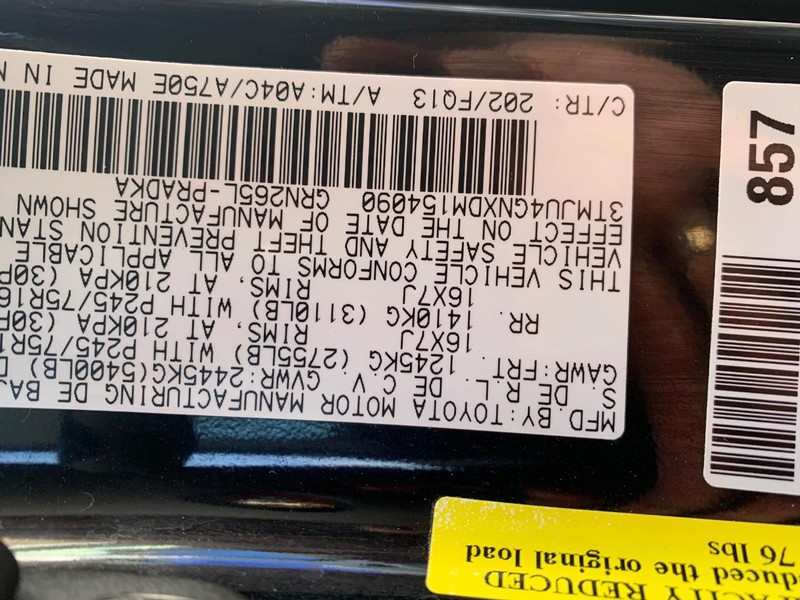 MFD.BY:TOYOTA MOTOR MANUFACTURING DE BAJ
S. DE R.L. DE C.V. GVWR:2445KG(5400LB)
GAWR:FRT. 1245KG (2755LB) WITH P245/75R1
16X7J RIMS, AT 210KPA (30P
RR. 1410KG (3110LB) WITH P245/75R16
16X7J RIMS, AT 210KPA (30P
THIS VEHICLE CONFORMS TO ALL APPLICABLE
VEHICLE SAFETY AND THEFT PREVENTION STAN
EFFECT ON THE DATE OF MANUFACTURE SHOWN
3TMJU4GNXDM154090 GRN265L-PRADKA
C/TR: 202/FQ13 A/TM:A04C/A750E MADE IN M
857
PACITY REDUCED
duced the original load
76 lbs